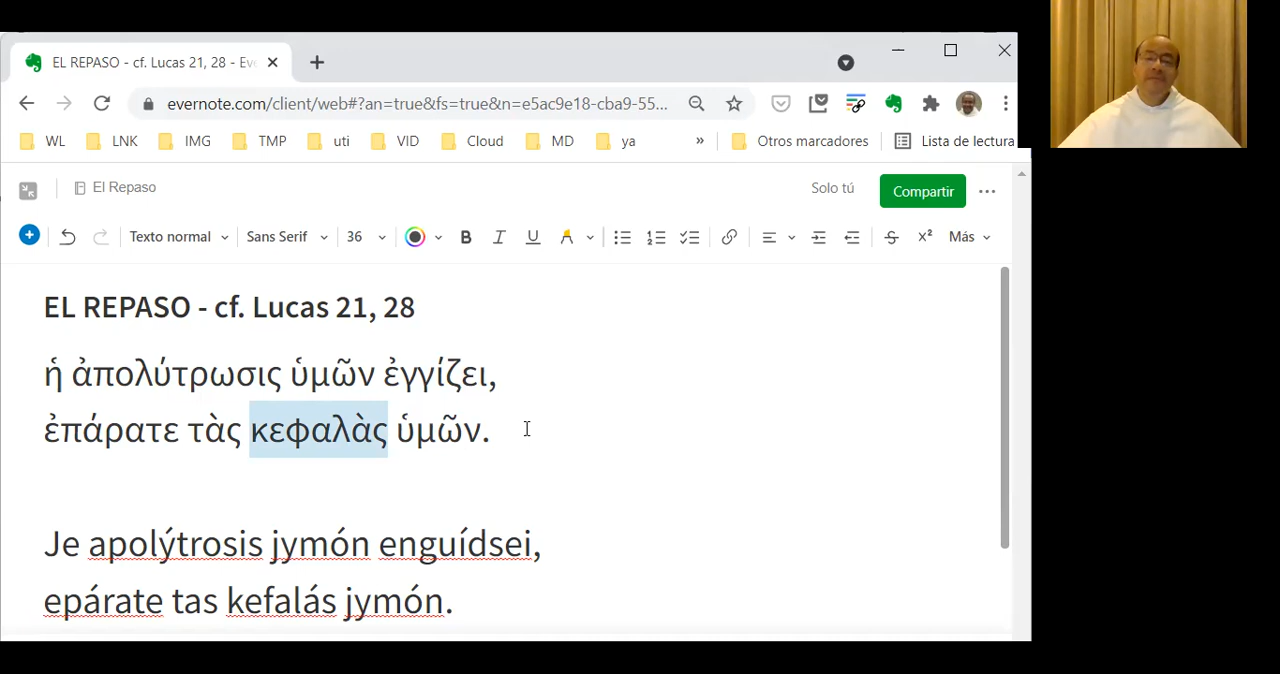 EL REPASO - cf. Lucas 21, 28 - Ev
evernote.com/client/web#?an=true&fs=true&n=e5ac9e18-cba9-55...
WL LNK IMG TMP uti VID Cloud MD ya » Otros marcadores Lista de lectura
El Repaso Solo tú Compartir ...
Texto normal Sans Serif 36 B I U A S x² Más
EL REPASO - cf. Lucas 21, 28
ἡ ἀπολύτρωσις ὑμῶν ἐγγίζει,
ἐπάρατε τὰς κεφαλὰς ὑμῶν.
Je apolýtrosis jymón enguídsei,
epárate tas kefalás jymón.